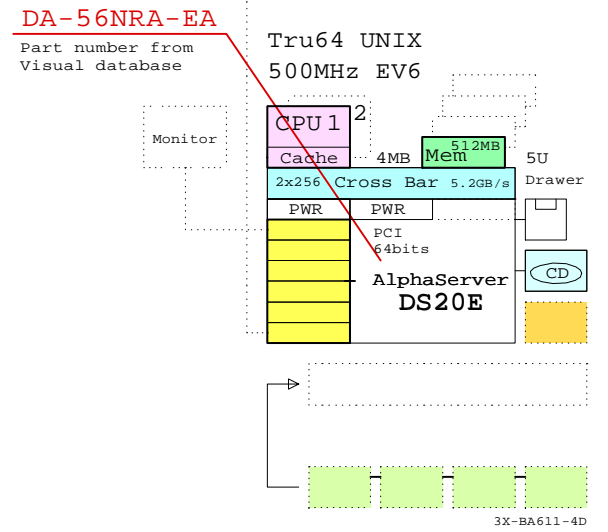 DA-56NRA-EA
Part number from
Visual database
Tru64 UNIX
500MHz EV6
Monitor
CPU 1 2
Cache 4MB Mem 512MB 5U
2x256 Cross Bar 5.2GB/s Drawer
PWR PWR
PCI
64bits
AlphaServer
DS20E
CD
3X-BA611-4D